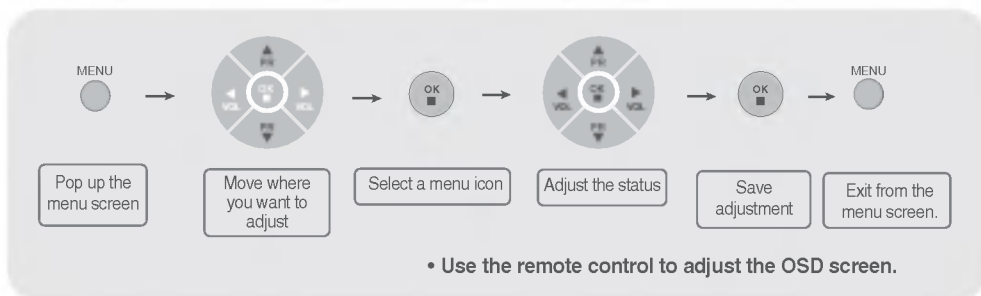 MENU
PR
VOL OK VOL
PR
OK
PR
VOL OK VOL
PR
OK
MENU
Pop up the
menu screen
Move where
you want to
adjust
Select a menu icon
Adjust the status
Save
adjustment
Exit from the
menu screen.
• Use the remote control to adjust the OSD screen.